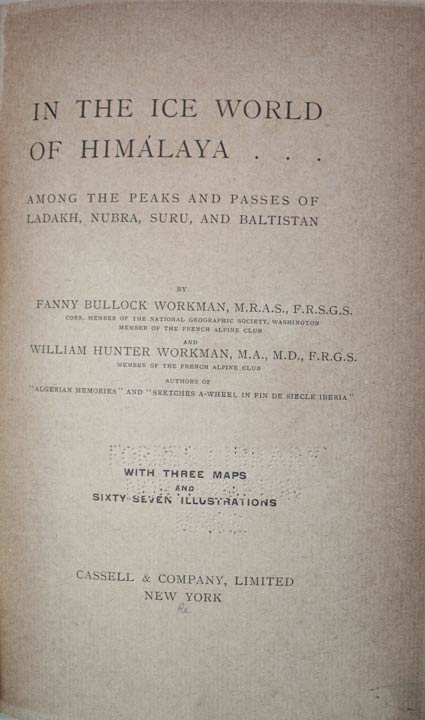 IN THE ICE WORLD
OF HIMÁLAYA . . .
AMONG THE PEAKS AND PASSES OF
LADAKH, NUBRA, SURU, AND BALTISTAN
BY
FANNY BULLOCK WORKMAN, M.R.A.S., F.R.S.G.S.
CORR. MEMBER OF THE NATIONAL GEOGRAPHIC SOCIETY, WASHINGTON
MEMBER OF THE FRENCH ALPINE CLUB
AND
WILLIAM HUNTER WORKMAN, M.A., M.D., F.R.G.S.
MEMBER OF THE FRENCH ALPINE CLUB
AUTHORS OF
"ALGERIAN MEMORIES" AND "SKETCHES A-WHEEL IN FIN DE SIECLE IBERIA"
WITH THREE MAPS
AND
SIXTY-SEVEN ILLUSTRATIONS
CASSELL & COMPANY, LIMITED
NEW YORK